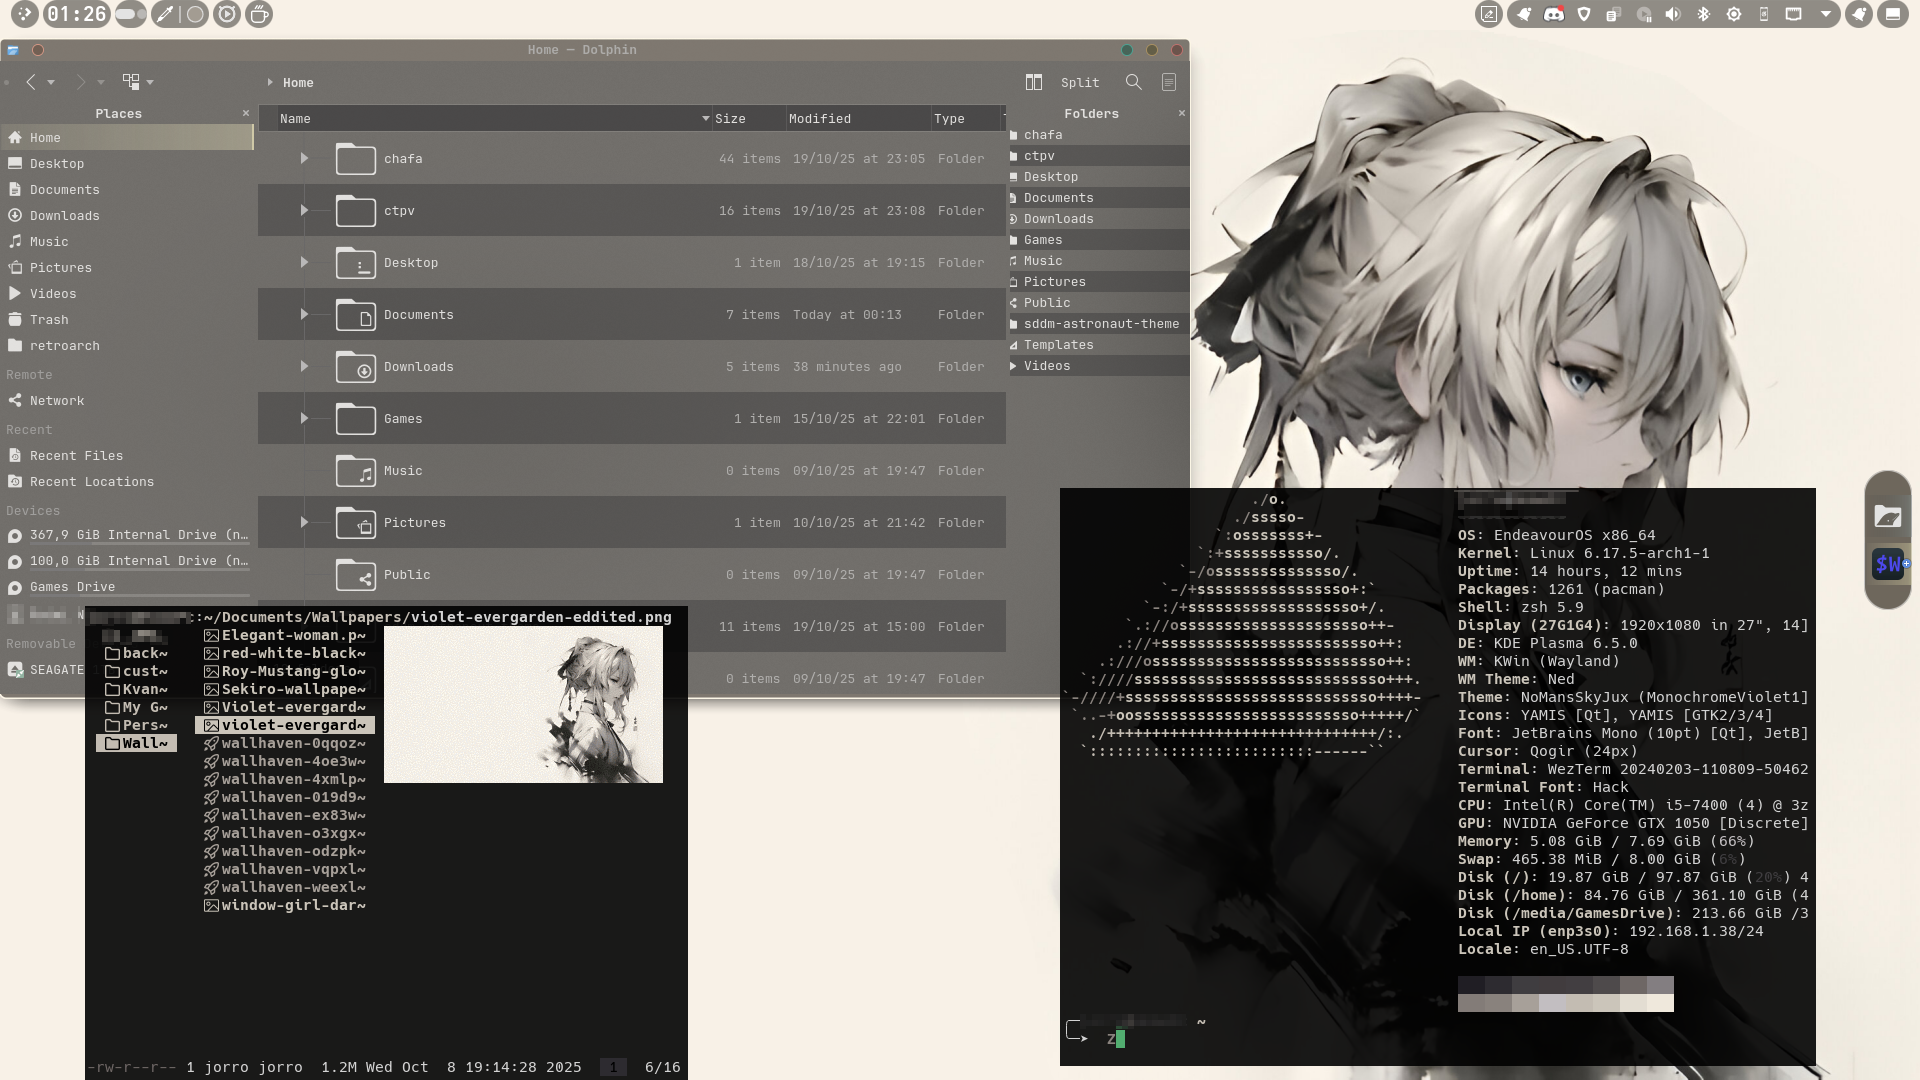 01:26
Home — Dolphin
Home
Split
Places
Home
Desktop
Documents
Downloads
Music
Pictures
Videos
Trash
retroarch
Remote
Network
Recent
Recent Files
Recent Locations
Devices
367,9 GiB Internal Drive (n…
100,0 GiB Internal Drive (n…
Games Drive
Removable
SEAGATE
Name Size Modified Type
chafa 44 items 19/10/25 at 23:05 Folder
ctpv 16 items 19/10/25 at 23:08 Folder
Desktop 1 item 18/10/25 at 19:15 Folder
Documents 7 items Today at 00:13 Folder
Downloads 5 items 38 minutes ago Folder
Games 1 item 15/10/25 at 22:01 Folder
Music 0 items 09/10/25 at 19:47 Folder
Pictures 1 item 10/10/25 at 21:42 Folder
Public 0 items 09/10/25 at 19:47 Folder
11 items 19/10/25 at 15:00 Folder
0 items 09/10/25 at 19:47 Folder
Folders
chafa
ctpv
Desktop
Documents
Downloads
Games
Music
Pictures
Public
sddm-astronaut-theme
Templates
Videos
:~/Documents/Wallpapers/violet-evergarden-eddited.png
back~
cust~
Kvan~
My G~
Pers~
Wall~
Elegant-woman.p~
red-white-black~
Roy-Mustang-glo~
Sekiro-wallpape~
Violet-evergard~
violet-evergard~
wallhaven-0qqoz~
wallhaven-4oe3w~
wallhaven-4xmlp~
wallhaven-019d9~
wallhaven-ex83w~
wallhaven-o3xgx~
wallhaven-odzpk~
wallhaven-vqpxl~
wallhaven-weexl~
window-girl-dar~
-rw-r--r-- 1 jorro jorro 1.2M Wed Oct 8 19:14:28 2025 1 6/16
./o.
./sssso-
`:osssssss+-
`:+sssssssssso/.
`-/ossssssssssssso/.
`-/+sssssssssssssssso+:`
`-:/+sssssssssssssssssso+/.
`.://osssssssssssssssssssso++-
.://+ssssssssssssssssssssssso++:
.:///ossssssssssssssssssssssssso++:
`:////ssssssssssssssssssssssssssso+++.
`-////+ssssssssssssssssssssssssssso++++-
`..-+oosssssssssssssssssssssssso+++++/`
./++++++++++++++++++++++++++++++/:.
`:::::::::::::::::::::::::------``
OS: EndeavourOS x86_64
Kernel: Linux 6.17.5-arch1-1
Uptime: 14 hours, 12 mins
Packages: 1261 (pacman)
Shell: zsh 5.9
Display (27G1G4): 1920x1080 in 27", 14]
DE: KDE Plasma 6.5.0
WM: KWin (Wayland)
WM Theme: Ned
Theme: NoMansSkyJux (MonochromeViolet1]
Icons: YAMIS [Qt], YAMIS [GTK2/3/4]
Font: JetBrains Mono (10pt) [Qt], JetB]
Cursor: Qogir (24px)
Terminal: WezTerm 20240203-110809-50462
Terminal Font: Hack
CPU: Intel(R) Core(TM) i5-7400 (4) @ 3z
GPU: NVIDIA GeForce GTX 1050 [Discrete]
Memory: 5.08 GiB / 7.69 GiB (66%)
Swap: 465.38 MiB / 8.00 GiB (6%)
Disk (/): 19.87 GiB / 97.87 GiB (20%) 4
Disk (/home): 84.76 GiB / 361.10 GiB (4
Disk (/media/GamesDrive): 213.66 GiB /3
Local IP (enp3s0): 192.168.1.38/24
Locale: en_US.UTF-8
~
z
$W